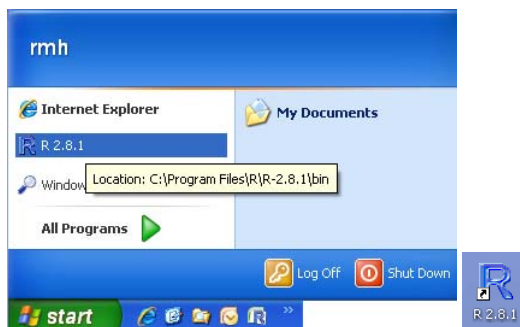 rmh
Internet Explorer
My Documents
R 2.8.1
Location: C:\Program Files\R\R-2.8.1\bin
Window
All Programs
Log Off
Shut Down
start
»
R 2.8.1